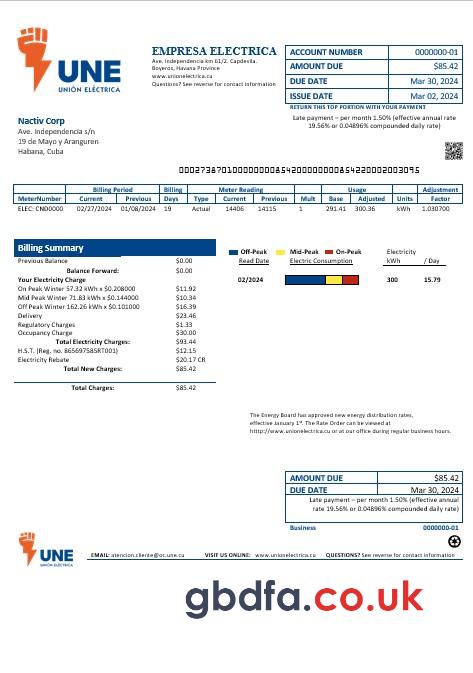 UNE
UNIÓN ELÉCTRICA
EMPRESA ELECTRICA
Ave. Independencia km 61/2. Capdevila.
Boyeros, Havana Province
www.unionelectrica.cu
Questions? See reverse for contact information
ACCOUNT NUMBER 0000000-01
AMOUNT DUE $85.42
DUE DATE Mar 30, 2024
ISSUE DATE Mar 02, 2024
RETURN THIS TOP PORTION WITH YOUR PAYMENT
Late payment – per month 1.50% (effective annual rate
19.56% or 0.04896% compounded daily rate)
Nactiv Corp
Ave. Independencia s/n
19 de Mayo y Aranguren
Habana, Cuba
Billing Period Billing Meter Reading Usage Adjustment
MeterNumber Current Previous Days Type Current Previous Mult Base Adjusted Units Factor
ELEC: CND0000 02/27/2024 01/08/2024 19 Actual 14406 14115 1 291.41 300.36 kWh 1.030700
Billing Summary
Previous Balance $0.00
Balance Forward: $0.00
Your Electricity Charge
On Peak Winter 57.32 kWh x $0.208000 $11.92
Mid Peak Winter 71.83 kWh x $0.144000 $10.34
Off Peak Winter 162.26 kWh x $0.101000 $16.39
Delivery $23.46
Regulatory Charges $1.33
Occupancy Charge $30.00
Total Electricity Charges: $93.44
H.S.T. (Reg. no. 865697585RT001) $12.15
Electricity Rebate $20.17 CR
Total New Charges: $85.42
Total Charges: $85.42
Off-Peak Mid-Peak On-Peak Electricity
Read Date Electric Consumption kWh / Day
02/2024 300 15.79
The Energy Board has approved new energy distribution rates,
effective January 1st. The Rate Order can be viewed at
http://www.unionelectrica.cu or at our office during regular business hours.
AMOUNT DUE $85.42
DUE DATE Mar 30, 2024
Late payment – per month 1.50% (effective annual
rate 19.56% or 0.04896% compounded daily rate)
Business 0000000-01
UNE
UNIÓN ELÉCTRICA
EMAIL: atencion.cliente@oc.une.cu VISIT US ONLINE: www.unionelectrica.cu QUESTIONS? See reverse for contact information
gbdfa.co.uk